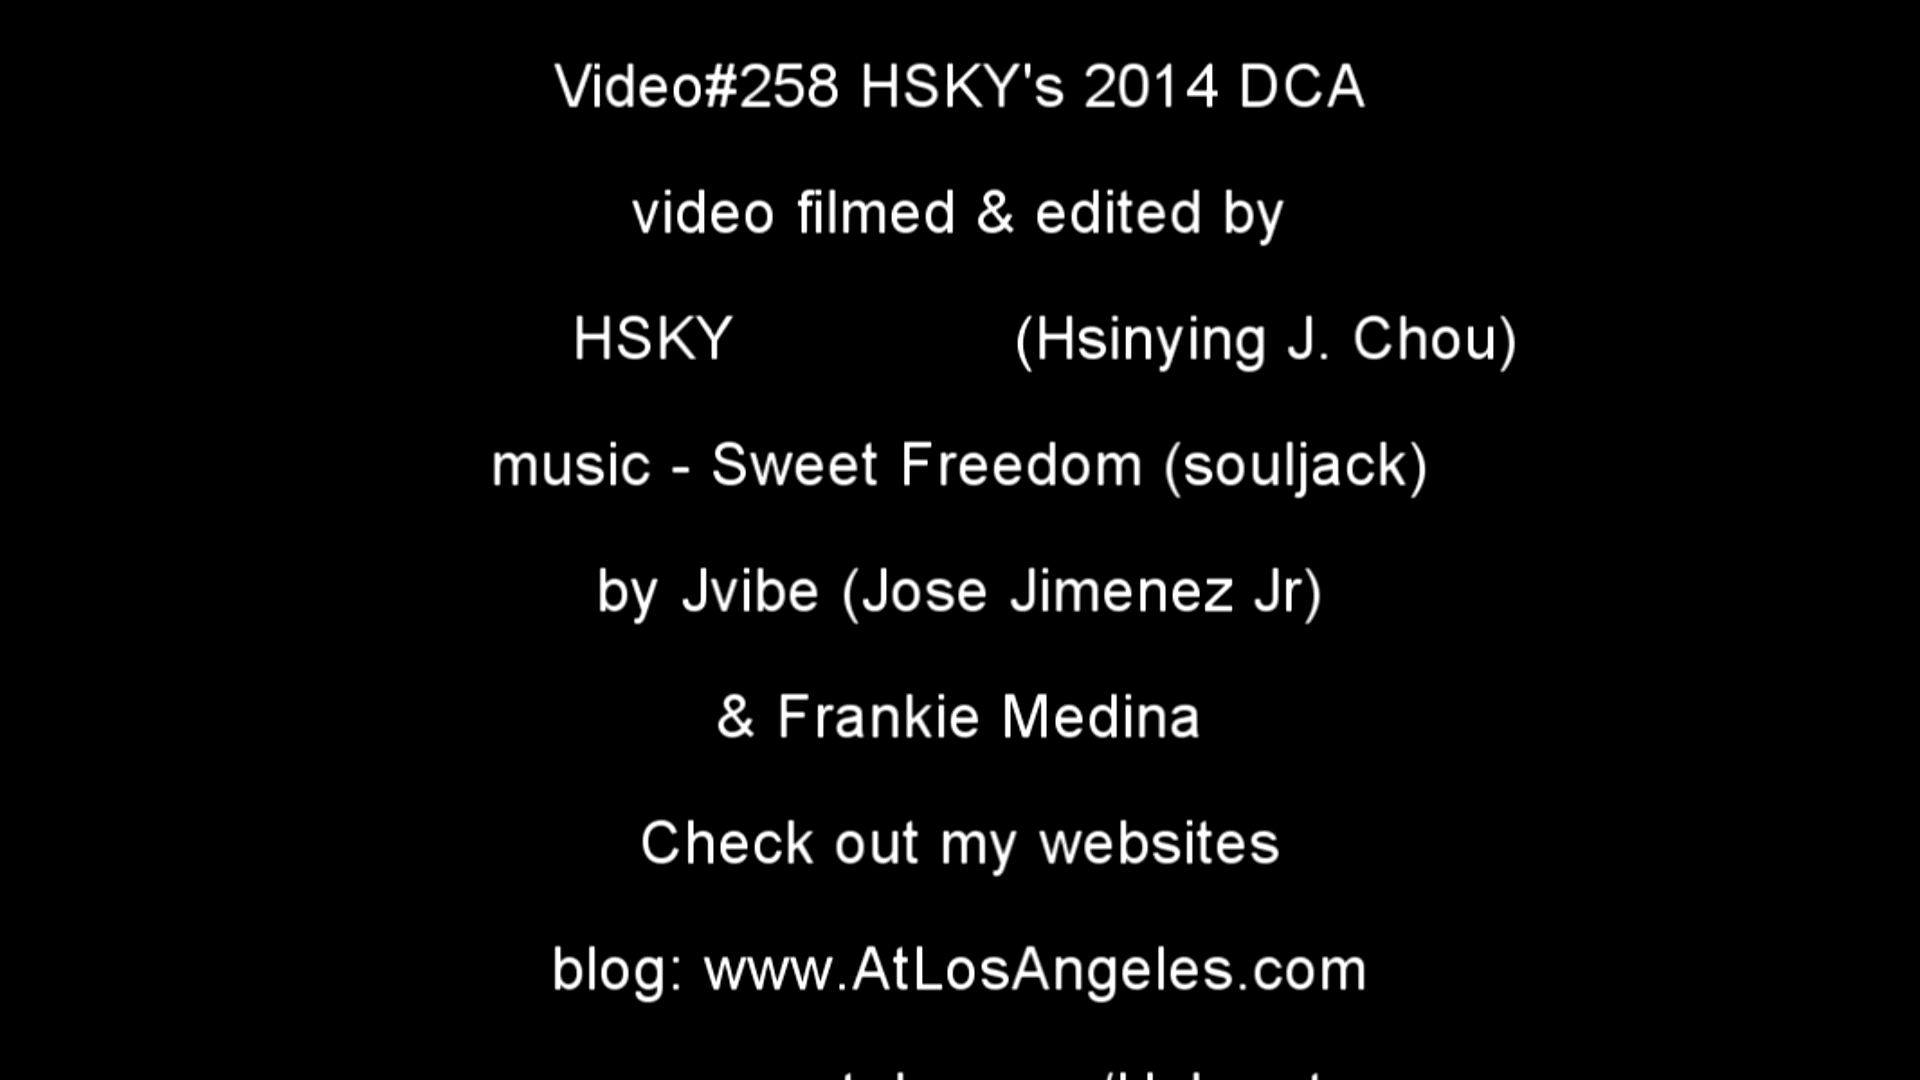 Video#258 HSKY's 2014 DCA
video filmed & edited by
HSKY (Hsinying J. Chou)
music - Sweet Freedom (souljack)
by Jvibe (Jose Jimenez Jr)
& Frankie Medina
Check out my websites
blog: www.AtLosAngeles.com